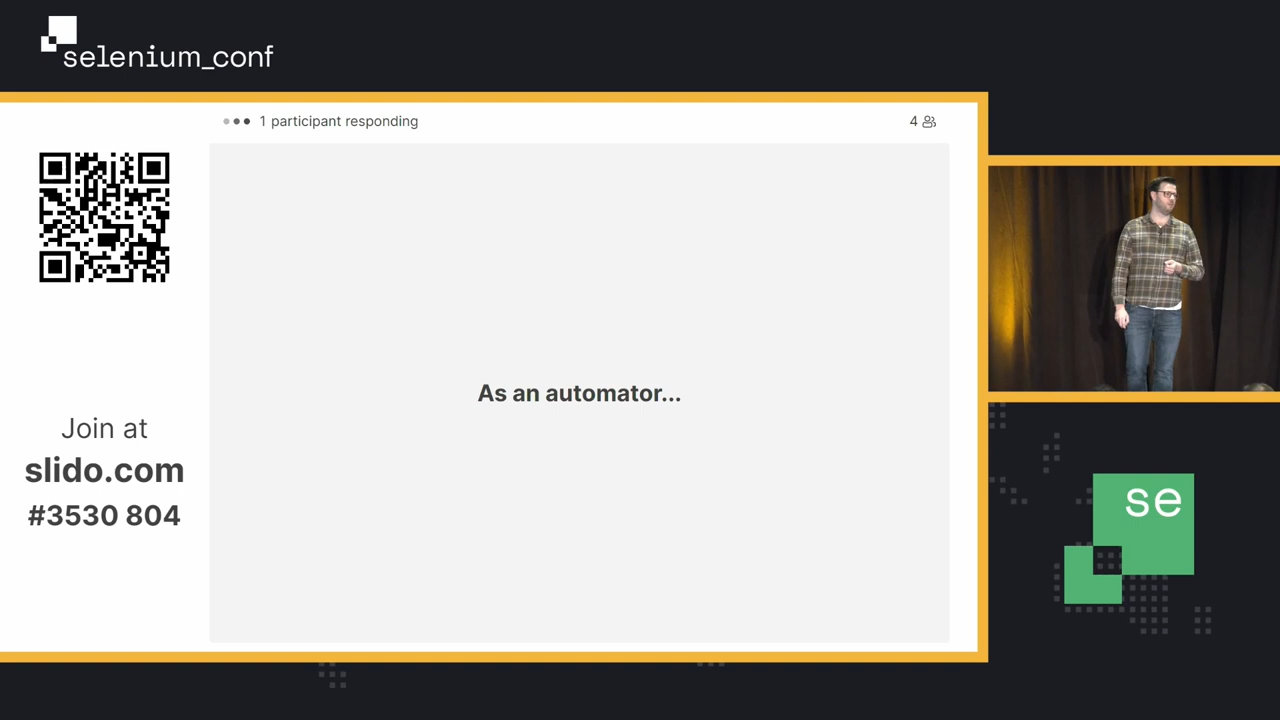 selenium_conf
1 participant responding
4
As an automator...
Join at
slido.com
#3530 804
se